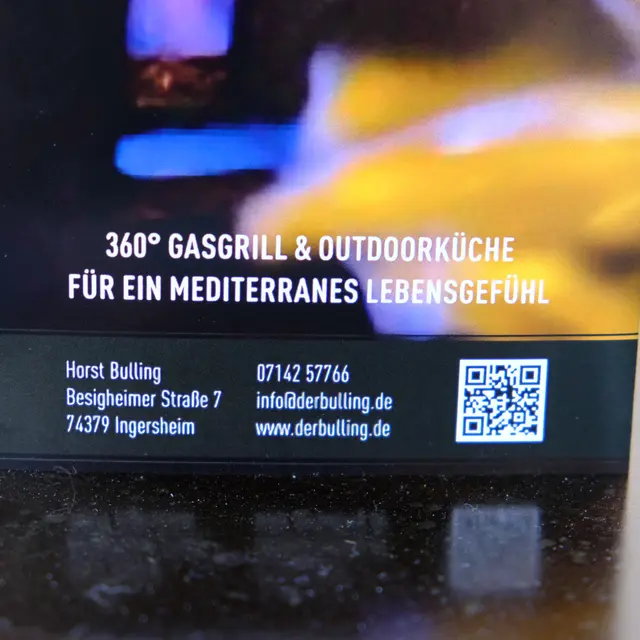 360° GASGRILL & OUTDOORKÜCHE
FÜR EIN MEDITERRANES LEBENSGEFÜHL
Horst Bulling
Besigheimer Straße 7
74379 Ingersheim
07142 57766
info@derbulling.de
www.derbulling.de